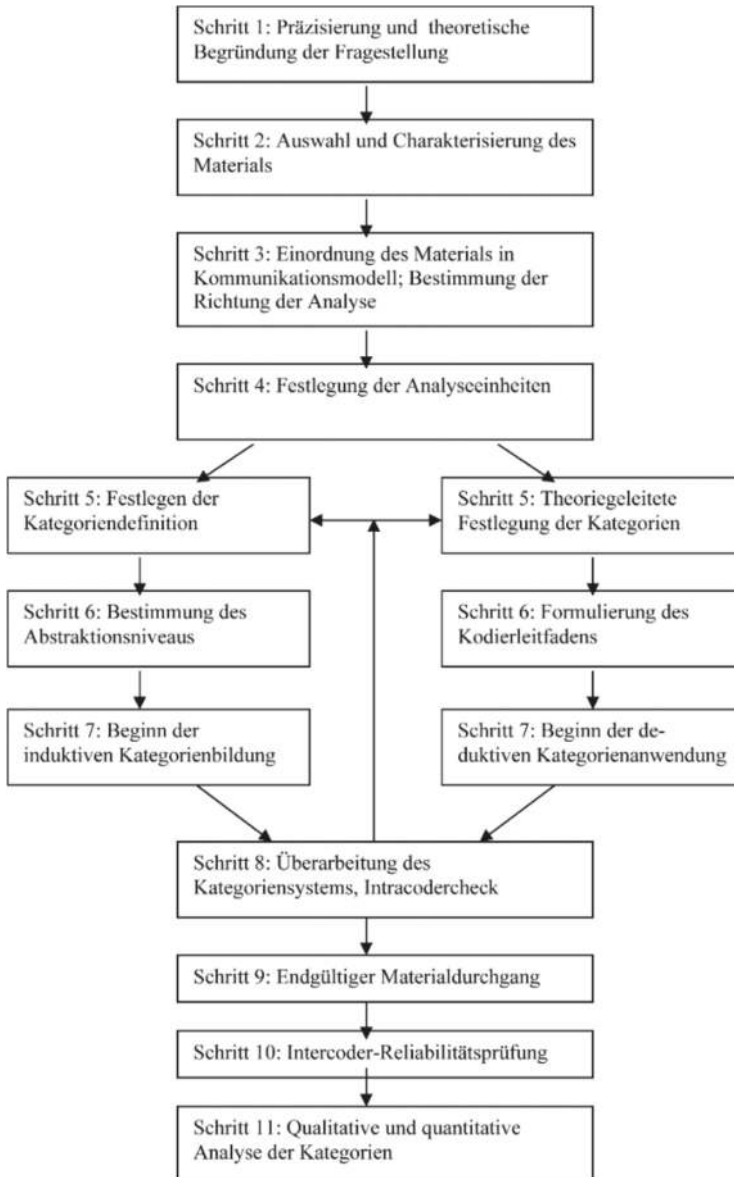 Schritt 1: Präzisierung und theoretische
Begründung der Fragestellung
Schritt 2: Auswahl und Charakterisierung des
Materials
Schritt 3: Einordnung des Materials in
Kommunikationsmodell; Bestimmung der
Richtung der Analyse
Schritt 4: Festlegung der Analyseeinheiten
Schritt 5: Festlegen der
Kategoriendefinition
Schritt 5: Theoriegeleitete
Festlegung der Kategorien
Schritt 6: Bestimmung des
Abstraktionsniveaus
Schritt 6: Formulierung des
Kodierleitfadens
Schritt 7: Beginn der
induktiven Kategorienbildung
Schritt 7: Beginn der de-
duktiven Kategorienanwendung
Schritt 8: Überarbeitung des
Kategoriensystems, Intracodercheck
Schritt 9: Endgültiger Materialdurchgang
Schritt 10: Intercoder-Reliabilitätsprüfung
Schritt 11: Qualitative und quantitative
Analyse der Kategorien